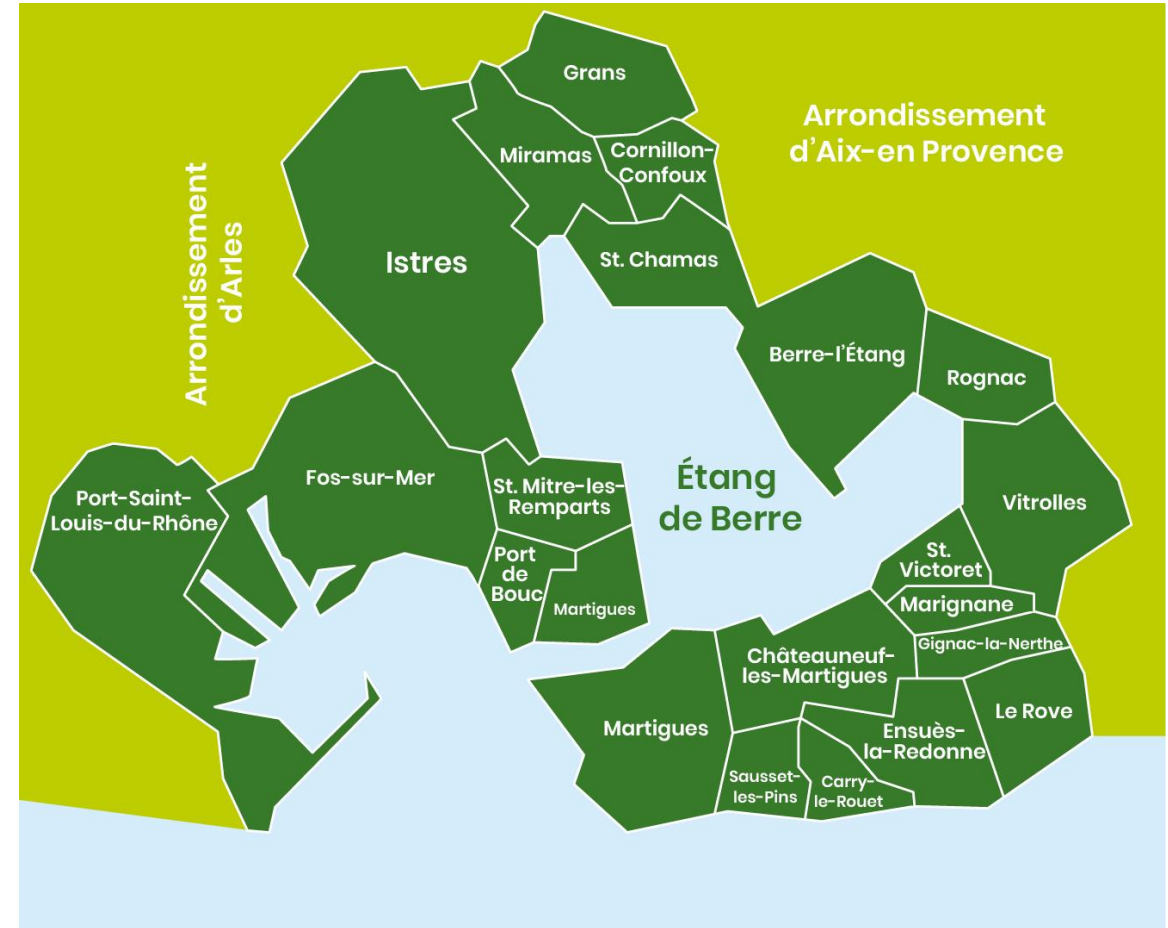 Grans
Arrondissement
d'Aix-en Provence
Miramas
Cornillon-
Confoux
Arrondissement
d'Arles
Istres
St. Chamas
Berre-l'Étang
Rognac
Fos-sur-Mer
Étang
de Berre
St. Mitre-les-
Remparts
Port-Saint-
Louis-du-Rhône
Vitrolles
Port
de
Bouc
Martigues
St.
Victoret
Marignane
Gignac-la-Nerthe
Châteauneuf-
les-Martigues
Le Rove
Martigues
Ensuès-
la-Redonne
Sausset-
les-Pins
Carry-
le-Rouet